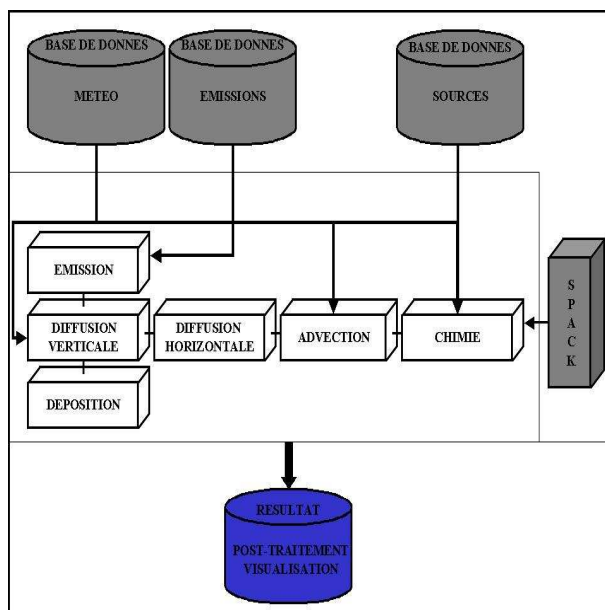 BASE DE DONNES
METEO
BASE DE DONNES
EMISSIONS
BASE DE DONNES
SOURCES
EMISSION
DIFFUSION
VERTICALE
DIFFUSION
HORIZONTALE
ADVECTION
CHIMIE
S
P
A
C
K
DEPOSITION
RESULTAT
POST-TRAITEMENT
VISUALISATION